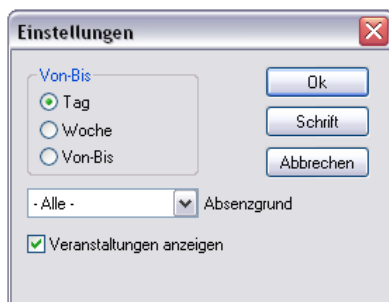 Einstellungen
Von-Bis
Tag
Woche
Von-Bis
Ok
Schrift
Abbrechen
- Alle -
Absenzgrund
Veranstaltungen anzeigen